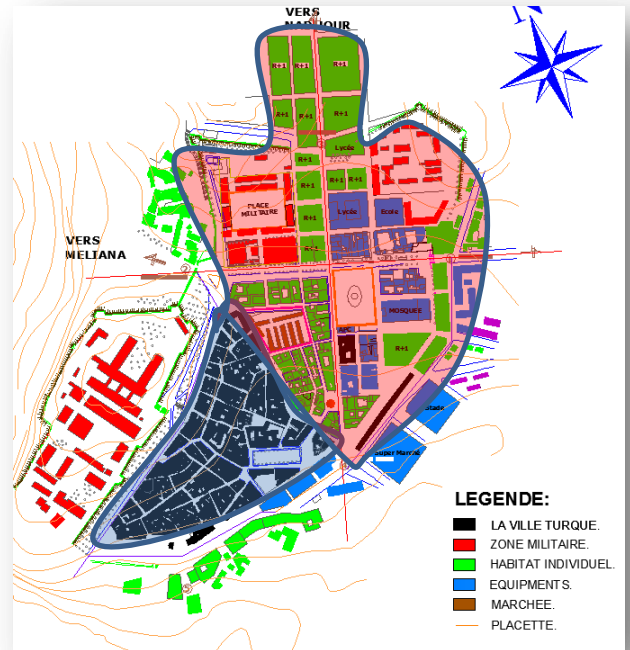 VERS
N
R+1 R+1 R+1
R+1 R+1 R+1
Lycée
R+1
R+1 R+1
PLACE
MILITAIRE
R+1
Lycée
Ecole
VERS
MELIANA
R+1
MOSQUEE
APC
R+1
Stade
Super Marché
LEGENDE:
LA VILLE TURQUE.
ZONE MILITAIRE.
HABITAT INDIVIDUEL.
EQUIPMENTS.
MARCHEE.
PLACETTE.